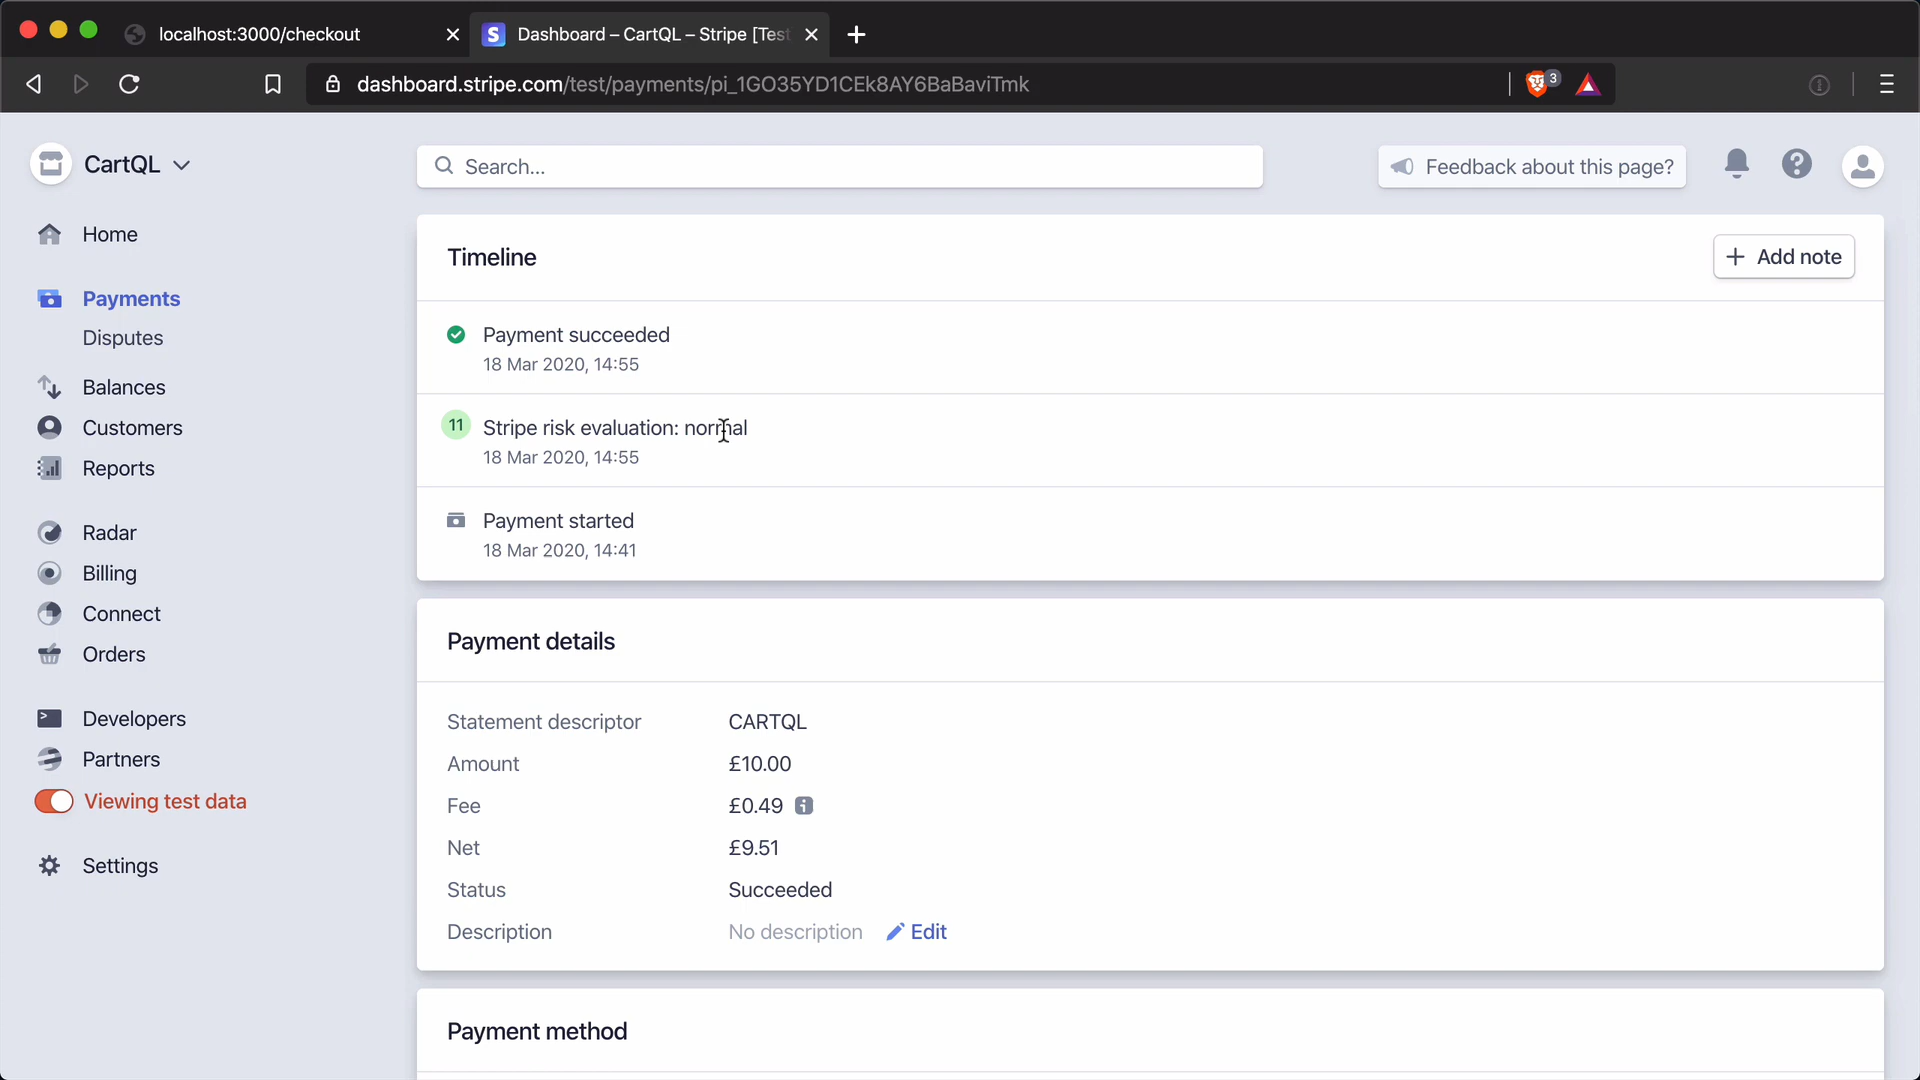 localhost:3000/checkout
Dashboard – CartQL – Stripe [Test
dashboard.stripe.com/test/payments/pi_1GO35YD1CEk8AY6BaBaviTmk
3
CartQL
Search...
Feedback about this page?
Home
Payments
Disputes
Balances
Customers
Reports
Radar
Billing
Connect
Orders
Developers
Partners
Viewing test data
Settings
Timeline
Add note
Payment succeeded
18 Mar 2020, 14:55
11 Stripe risk evaluation: normal
18 Mar 2020, 14:55
Payment started
18 Mar 2020, 14:41
Payment details
Statement descriptor CARTQL
Amount £10.00
Fee £0.49
Net £9.51
Status Succeeded
Description No description Edit
Payment method